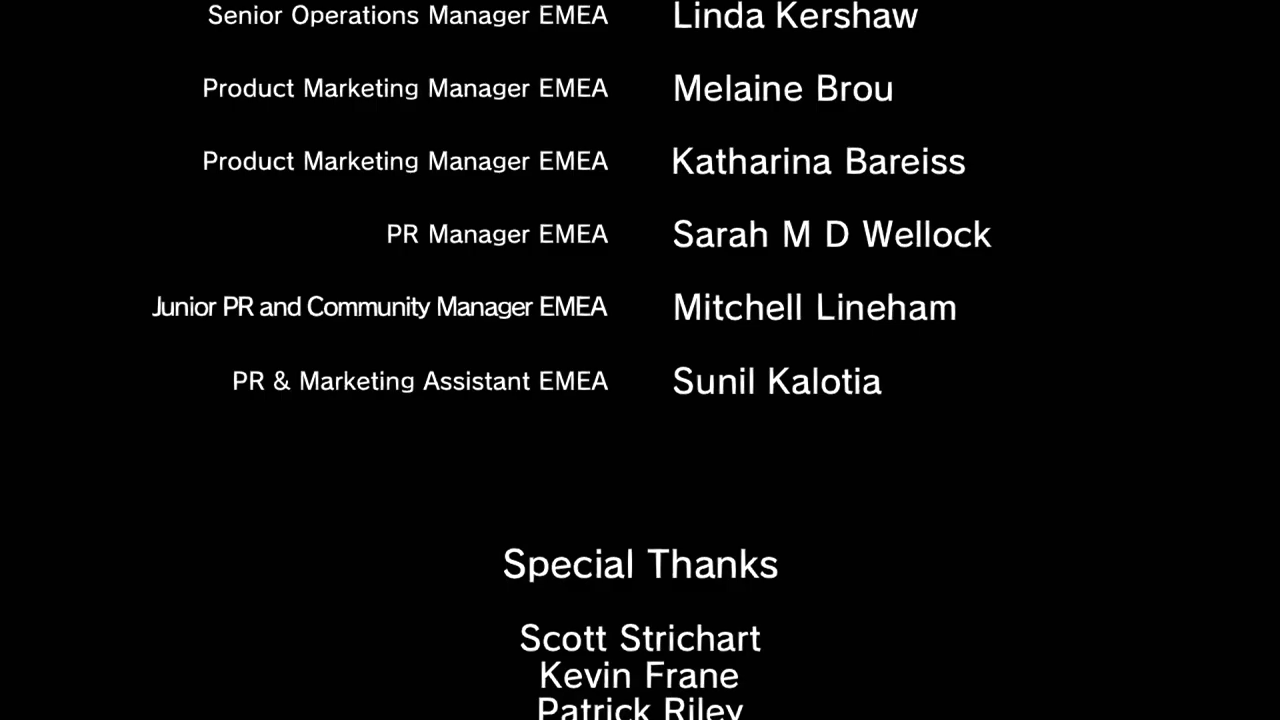 Senior Operations Manager EMEA Linda Kershaw
Product Marketing Manager EMEA Melaine Brou
Product Marketing Manager EMEA Katharina Bareiss
PR Manager EMEA Sarah M D Wellock
Junior PR and Community Manager EMEA Mitchell Lineham
PR & Marketing Assistant EMEA Sunil Kalotia
Special Thanks
Scott Strichart
Kevin Frane
Patrick Riley